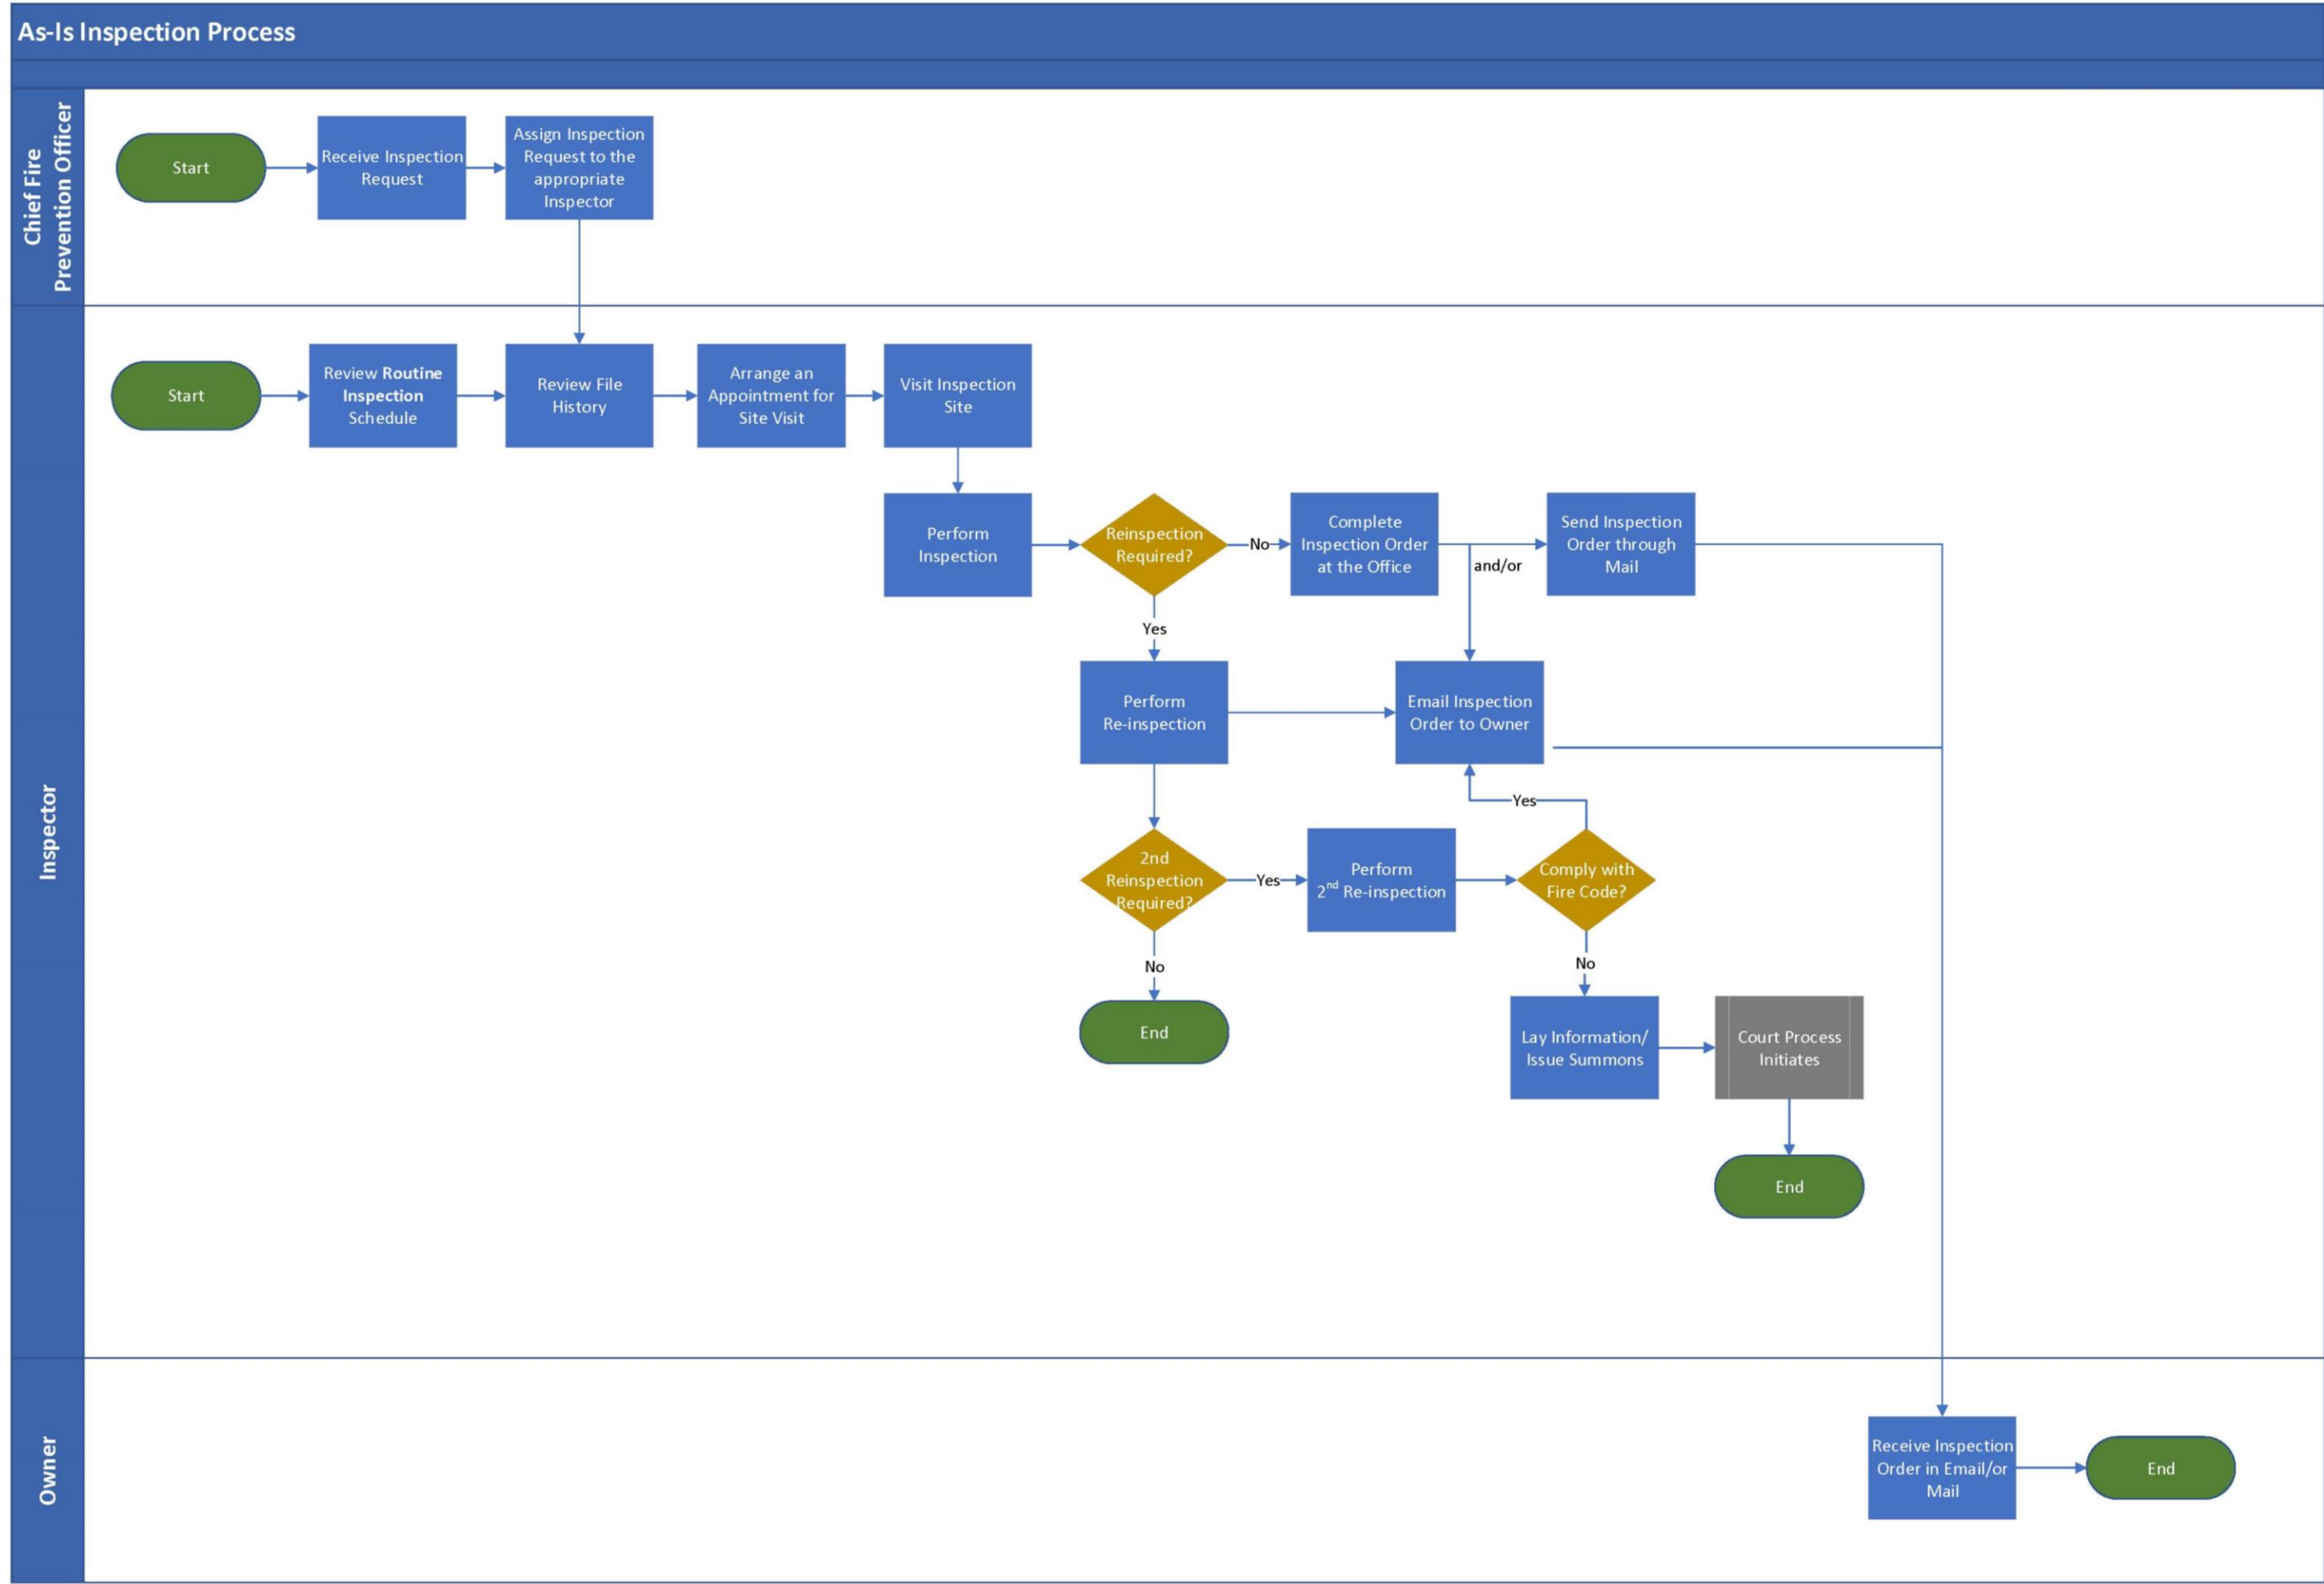 As-Is Inspection Process
Chief Fire
Prevention Officer
Start
Receive Inspection
Request
Assign Inspection
Request to the
appropriate
Inspector
Inspector
Start
Review Routine
Inspection
Schedule
Review File
History
Arrange an
Appointment for
Site Visit
Visit Inspection
Site
Perform
Inspection
Reinspection
Required?
No
Complete
Inspection Order
at the Office
and/or
Send Inspection
Order through
Mail
Yes
Perform
Re-inspection
Email Inspection
Order to Owner
Yes
2nd
Reinspection
Required?
Yes
Perform
2nd Re-inspection
Comply with
Fire Code?
No
No
End
Lay Information/
Issue Summons
Court Process
Initiates
End
Owner
Receive Inspection
Order in Email/or
Mail
End